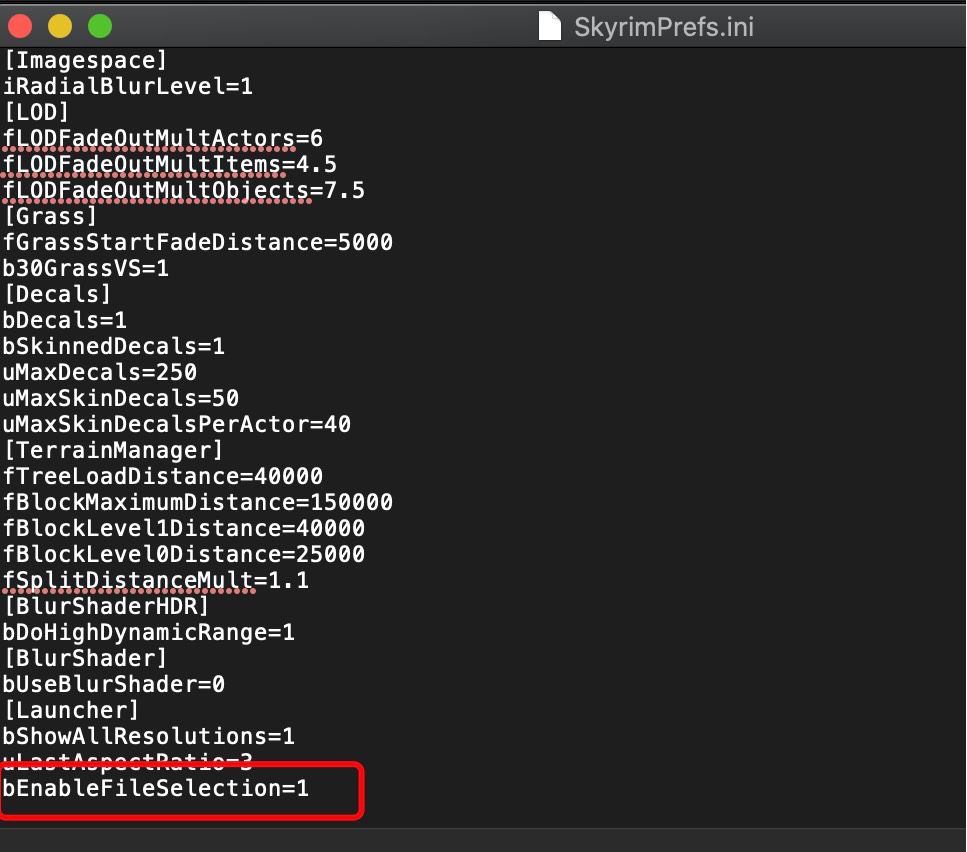 SkyrimPrefs.ini
[Imagespace]
iRadialBlurLevel=1
[LOD]
fLODFadeOutMultActors=6
fLODFadeOutMultItems=4.5
fLODFadeOutMultObjects=7.5
[Grass]
fGrassStartFadeDistance=5000
b30GrassVS=1
[Decals]
bDecals=1
bSkinnedDecals=1
uMaxDecals=250
uMaxSkinDecals=50
uMaxSkinDecalsPerActor=40
[TerrainManager]
fTreeLoadDistance=40000
fBlockMaximumDistance=150000
fBlockLevel1Distance=40000
fBlockLevel0Distance=25000
fSplitDistanceMult=1.1
[BlurShaderHDR]
bDoHighDynamicRange=1
[BlurShader]
bUseBlurShader=0
[Launcher]
bShowAllResolutions=1
uLastAspectRatio=3
bEnableFileSelection=1